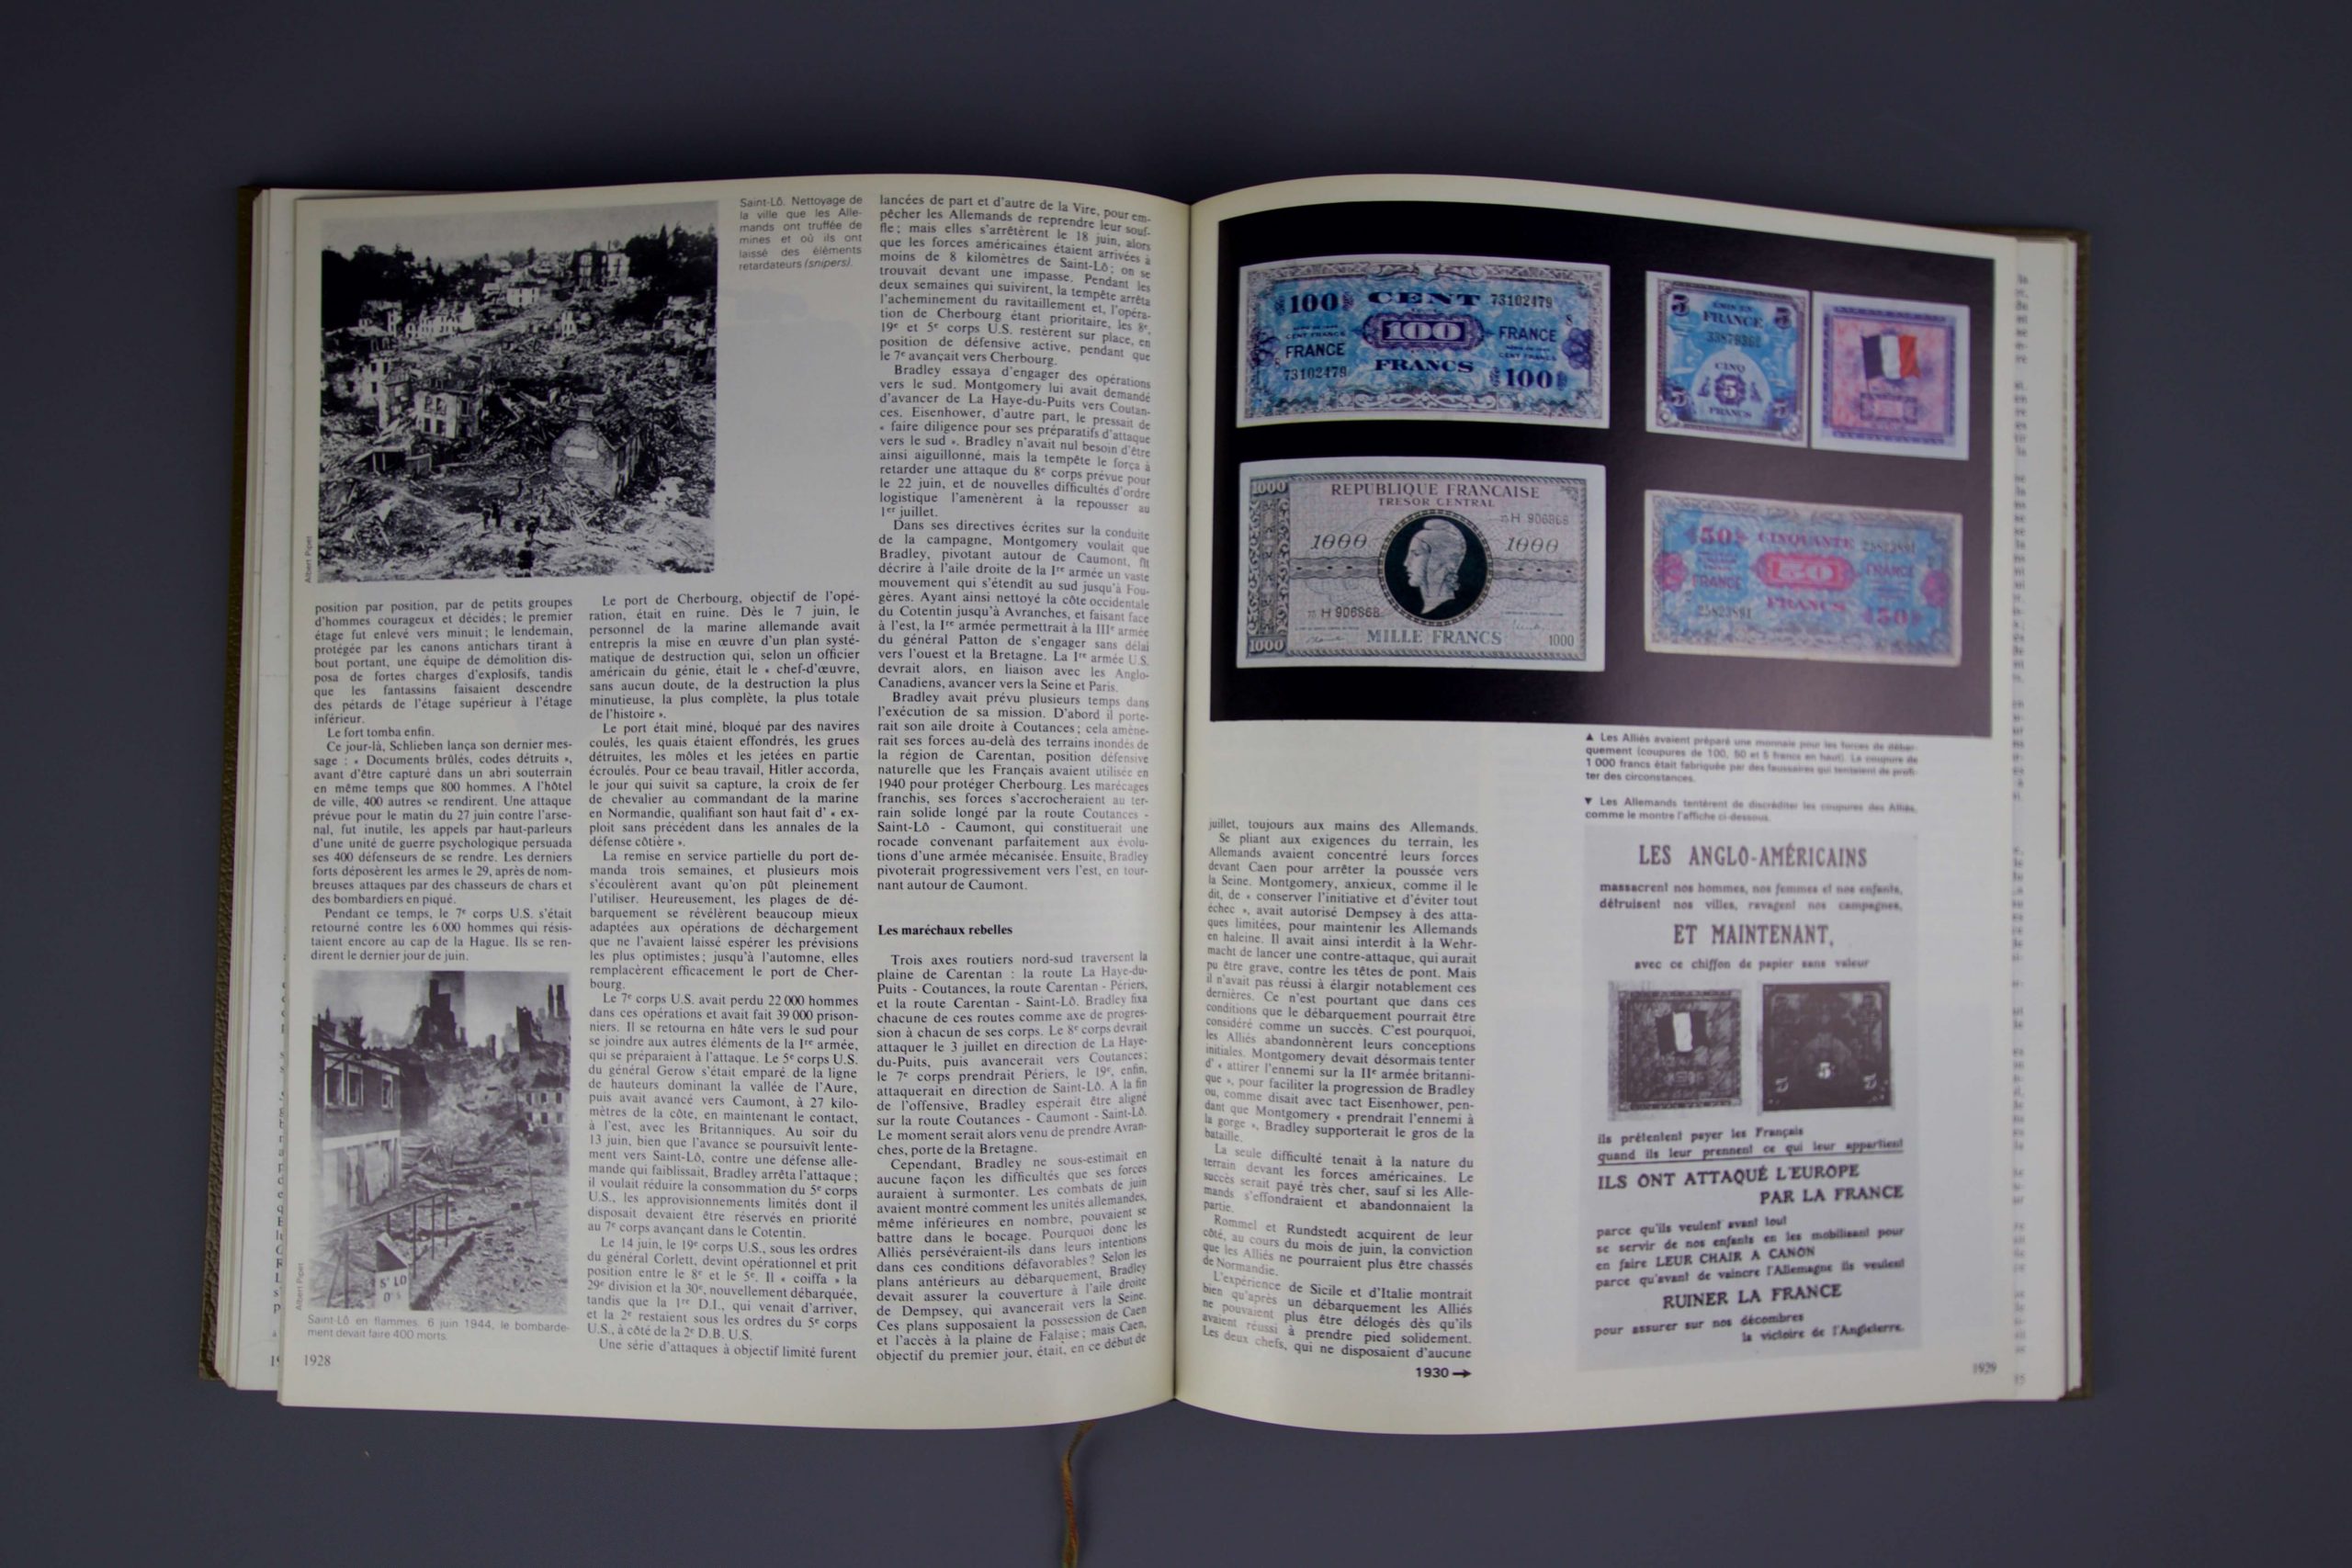 Saint-Lô. Nettoyage de
la ville que les Alle-
mands ont truffée de
mines et où ils ont
laissé des éléments
retardateurs (snipers).
Albert Pipet
position par position, par de petits groupes
d'hommes courageux et décidés; le premier
étage fut enlevé vers minuit; le lendemain,
protégée par les canons antichars tirant à
bout portant, une équipe de démolition dis-
posa de fortes charges d'explosifs, tandis
que les fantassins faisaient descendre
des pétards de l'étage supérieur à l'étage
inférieur.
Le fort tomba enfin.
Ce jour-là, Schlieben lança son dernier mes-
sage : « Documents brûlés, codes détruits »,
avant d'être capturé dans un abri souterrain
en même temps que 800 hommes. A l'hôtel
de ville, 400 autres se rendirent. Une attaque
prévue pour le matin du 27 juin contre l'arse-
nal, fut inutile, les appels par haut-parleurs
d'une unité de guerre psychologique persuada
ses 400 défenseurs de se rendre. Les derniers
forts déposèrent les armes le 29, après de nom-
breuses attaques par des chasseurs de chars et
des bombardiers en piqué.
Pendant ce temps, le 7e corps U.S. s'était
retourné contre les 6 000 hommes qui résis-
taient encore au cap de la Hague. Ils se ren-
dirent le dernier jour de juin.
S' LO
Albert Pipet
Saint-Lô en flammes. 6 juin 1944, le bombarde-
ment devait faire 400 morts.
1928
Le port de Cherbourg, objectif de l'opé-
ration, était en ruine. Dès le 7 juin, le
personnel de la marine allemande avait
entrepris la mise en œuvre d'un plan systé-
matique de destruction qui, selon un officier
américain du génie, était le « chef-d'œuvre,
sans aucun doute, de la destruction la plus
minutieuse, la plus complète, la plus totale
de l'histoire ».
Le port était miné, bloqué par des navires
coulés, les quais étaient effondrés, les grues
détruites, les môles et les jetées en partie
écroulés. Pour ce beau travail, Hitler accorda,
le jour qui suivit sa capture, la croix de fer
de chevalier au commandant de la marine
en Normandie, qualifiant son haut fait d' « ex-
ploit sans précédent dans les annales de la
défense côtière ».
La remise en service partielle du port de-
manda trois semaines, et plusieurs mois
s'écoulèrent avant qu'on pût pleinement
l'utiliser. Heureusement, les plages de dé-
barquement se révélèrent beaucoup mieux
adaptées aux opérations de déchargement
que ne l'avaient laissé espérer les prévisions
les plus optimistes; jusqu'à l'automne, elles
remplacèrent efficacement le port de Cher-
bourg.
Le 7e corps U.S. avait perdu 22 000 hommes
dans ces opérations et avait fait 39 000 prison-
niers. Il se retourna en hâte vers le sud pour
se joindre aux autres éléments de la Ire armée,
qui se préparaient à l'attaque. Le 5e corps U.S.
du général Gerow s'était emparé de la ligne
de hauteurs dominant la vallée de l'Aure,
puis avait avancé vers Caumont, à 27 kilo-
mètres de la côte, en maintenant le contact,
à l'est, avec les Britanniques. Au soir du
13 juin, bien que l'avance se poursuivît lente-
ment vers Saint-Lô, contre une défense alle-
mande qui faiblissait, Bradley arrêta l'attaque;
il voulait réduire la consommation du 5e corps
U.S., les approvisionnements limités dont il
disposait devaient être réservés en priorité
au 7e corps avançant dans le Cotentin.
Le 14 juin, le 19e corps U.S., sous les ordres
du général Corlett, devint opérationnel et prit
position entre le 8e et le 5e. Il « coiffa » la
29e division et la 30e, nouvellement débarquée,
tandis que la 1re D.I., qui venait d'arriver,
et la 2e restaient sous les ordres du 5e corps
U.S., à côté de la 2e D.B. U.S.
Une série d'attaques à objectif limité furent
lancées de part et d'autre de la Vire, pour em-
pêcher les Allemands de reprendre leur souf-
fle; mais elles s'arrêtèrent le 18 juin, alors
que les forces américaines étaient arrivées à
moins de 8 kilomètres de Saint-Lô; on se
trouvait devant une impasse. Pendant les
deux semaines qui suivirent, la tempête arrêta
l'acheminement du ravitaillement et, l'opéra-
tion de Cherbourg étant prioritaire, les 8e,
19e et 5e corps U.S. restèrent sur place, en
position de défensive active, pendant que
le 7e avançait vers Cherbourg.
Bradley essaya d'engager des opérations
vers le sud. Montgomery lui avait demandé
d'avancer de La Haye-du-Puits vers Coutan-
ces. Eisenhower, d'autre part, le pressait de
« faire diligence pour ses préparatifs d'attaque
vers le sud ». Bradley n'avait nul besoin d'être
ainsi aiguillonné, mais la tempête le força à
retarder une attaque du 8e corps prévue pour
le 22 juin, et de nouvelles difficultés d'ordre
logistique l'amenèrent à la repousser au
1er juillet.
Dans ses directives écrites sur la conduite
de la campagne, Montgomery voulait que
Bradley, pivotant autour de Caumont, fît
décrire à l'aile droite de la Ire armée un vaste
mouvement qui s'étendît au sud jusqu'à Fou-
gères. Ayant ainsi nettoyé la côte occidentale
du Cotentin jusqu'à Avranches, et faisant face
à l'est, la Ire armée permettrait à la IIIe armée
du général Patton de s'engager sans délai
vers l'ouest et la Bretagne. La Ire armée U.S.
devrait alors, en liaison avec les Anglo-
Canadiens, avancer vers la Seine et Paris.
Bradley avait prévu plusieurs temps dans
l'exécution de sa mission. D'abord il porte-
rait son aile droite à Coutances; cela amène-
rait ses forces au-delà des terrains inondés de
la région de Carentan, position défensive
naturelle que les Français avaient utilisée en
1940 pour protéger Cherbourg. Les marécages
franchis, ses forces s'accrocheraient au ter-
rain solide longé par la route Coutances -
Saint-Lô - Caumont, qui constituerait une
rocade convenant parfaitement aux évolu-
tions d'une armée mécanisée. Ensuite, Bradley
pivoterait progressivement vers l'est, en tour-
nant autour de Caumont.
Les maréchaux rebelles
Trois axes routiers nord-sud traversent la
plaine de Carentan : la route La Haye-du-
Puits - Coutances, la route Carentan - Périers,
et la route Carentan - Saint-Lô. Bradley fixa
chacune de ces routes comme axe de progres-
sion à chacun de ses corps. Le 8e corps devrait
attaquer le 3 juillet en direction de La Haye-
du-Puits, puis avancerait vers Coutances;
le 7e corps prendrait Périers, le 19e, enfin,
attaquerait en direction de Saint-Lô. A la fin
de l'offensive, Bradley espérait être aligné
sur la route Coutances - Caumont - Saint-Lô.
Le moment serait alors venu de prendre Avran-
ches, porte de la Bretagne.
Cependant, Bradley ne sous-estimait en
aucune façon les difficultés que ses forces
auraient à surmonter. Les combats de juin
avaient montré comment les unités allemandes,
même inférieures en nombre, pouvaient se
battre dans le bocage. Pourquoi donc les
Alliés persévéraient-ils dans leurs intentions
dans ces conditions défavorables? Selon les
plans antérieurs au débarquement, Bradley
devait assurer la couverture à l'aile droite
de Dempsey, qui avancerait vers la Seine.
Ces plans supposaient la possession de Caen
et l'accès à la plaine de Falaise; mais Caen,
objectif du premier jour, était, en ce début de
100 CENT 73102479
100
FRANCE
FRANCE
73102479
FRANCS
100
5
FRANCE
33879361
CINQ
5
FRANCS
5
5
1000
REPUBLIQUE FRANCAISE
TRESOR CENTRAL
H 906868
1000
1000
H 906868
MILLE FRANCS
1000
1000
50 CINQUANTE
FRANCE
50
FRANCE
25823891
FRANCS
50
▲ Les Alliés avaient préparé une monnaie pour les forces de débar-
quement (coupures de 100, 50 et 5 francs en haut). La coupure de
1 000 francs était fabriquée par des faussaires qui tentaient de profi-
ter des circonstances.
▼ Les Allemands tentèrent de discréditer les coupures des Alliés,
comme le montre l'affiche ci-dessous.
juillet, toujours aux mains des Allemands.
Se pliant aux exigences du terrain, les
Allemands avaient concentré leurs forces
devant Caen pour arrêter la poussée vers
la Seine. Montgomery, anxieux, comme il le
dit, de « conserver l'initiative et d'éviter tout
échec », avait autorisé Dempsey à des atta-
ques limitées, pour maintenir les Allemands
en haleine. Il avait ainsi interdit à la Wehr-
macht de lancer une contre-attaque, qui aurait
pu être grave, contre les têtes de pont. Mais
il n'avait pas réussi à élargir notablement ces
dernières. Ce n'est pourtant que dans ces
conditions que le débarquement pourrait être
considéré comme un succès. C'est pourquoi,
les Alliés abandonnèrent leurs conceptions
initiales. Montgomery devait désormais tenter
d' « attirer l'ennemi sur la IIe armée britanni-
que », pour faciliter la progression de Bradley
ou, comme disait avec tact Eisenhower, pen-
dant que Montgomery « prendrait l'ennemi à
la gorge », Bradley supporterait le gros de la
bataille.
La seule difficulté tenait à la nature du
terrain devant les forces américaines. Le
succès serait payé très cher, sauf si les Alle-
mands s'effondraient et abandonnaient la
partie.
Rommel et Rundstedt acquirent de leur
côté, au cours du mois de juin, la conviction
que les Alliés ne pourraient plus être chassés
de Normandie.
L'expérience de Sicile et d'Italie montrait
bien qu'après un débarquement les Alliés
ne pouvaient plus être délogés dès qu'ils
avaient réussi à prendre pied solidement.
Les deux chefs, qui ne disposaient d'aucune
1930 →
LES ANGLO-AMÉRICAINS
massacrent nos hommes, nos femmes et nos enfants,
détruisent nos villes, ravagent nos campagnes,
ET MAINTENANT,
avec ce chiffon de papier sans valeur
5
5
5
ils prétentent payer les Français
quand ils leur prennent ce qui leur appartient
ILS ONT ATTAQUÉ L'EUROPE
PAR LA FRANCE
parce qu'ils veulent avant tout
se servir de nos enfants en les mobilisant pour
en faire LEUR CHAIR A CANON
parce qu'avant de vaincre l'Allemagne ils veulent
RUINER LA FRANCE
pour assurer sur nos décombres
la victoire de l'Angleterre.
1929